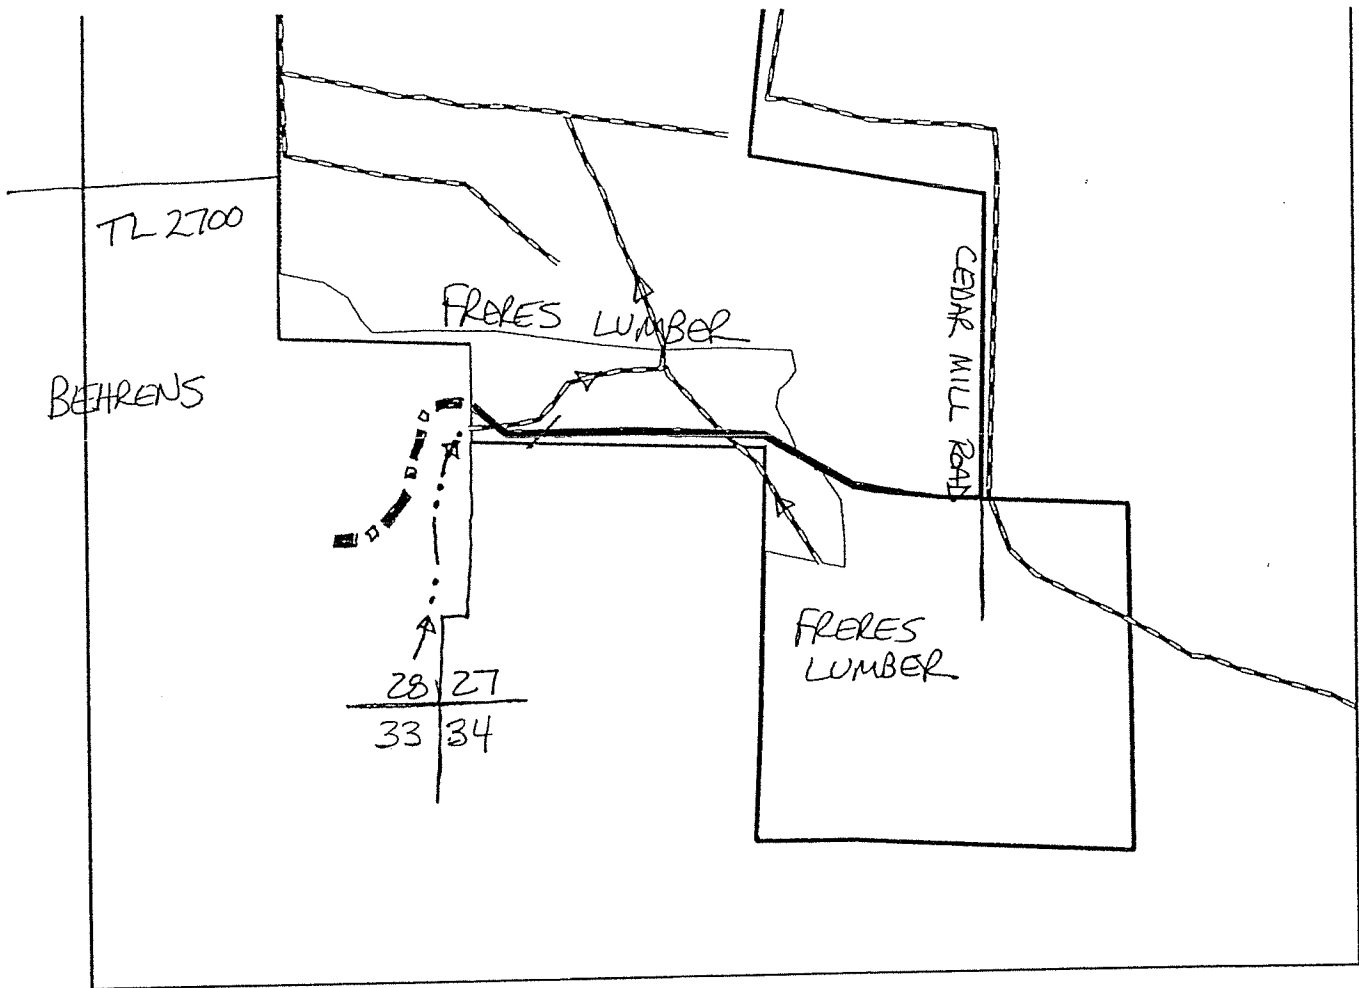 TL 2700
FRERES LUMBER
CEDAR MILL ROAD
BEHRENS
FRERES
LUMBER
28 27
33 34